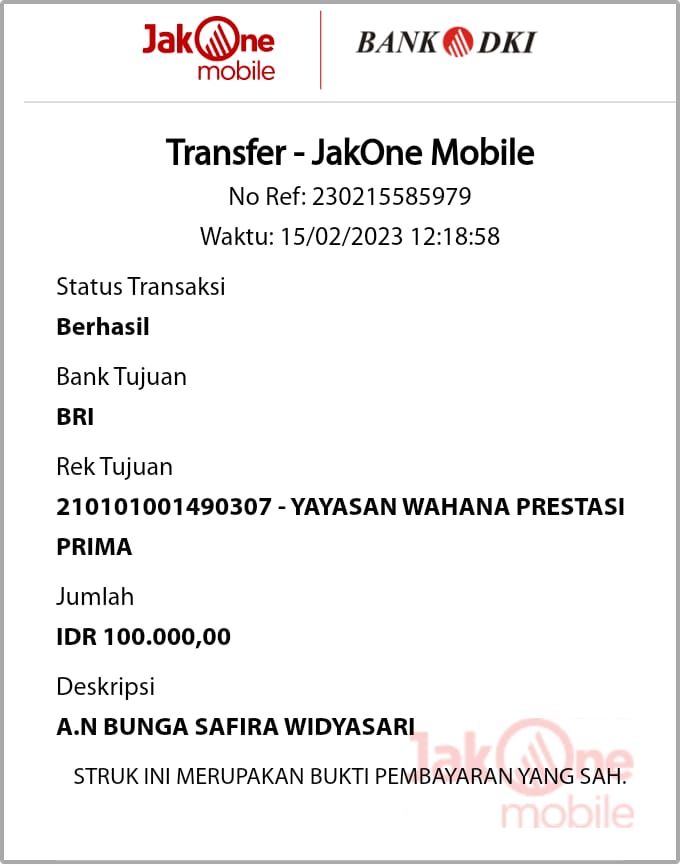 JakOne
mobile
BANK DKI
Transfer - JakOne Mobile
No Ref: 230215585979
Waktu: 15/02/2023 12:18:58
Status Transaksi
Berhasil
Bank Tujuan
BRI
Rek Tujuan
210101001490307 - YAYASAN WAHANA PRESTASI
PRIMA
Jumlah
IDR 100.000,00
Deskripsi
A.N BUNGA SAFIRA WIDYASARI
STRUK INI MERUPAKAN BUKTI PEMBAYARAN YANG SAH.
JakOne
mobile